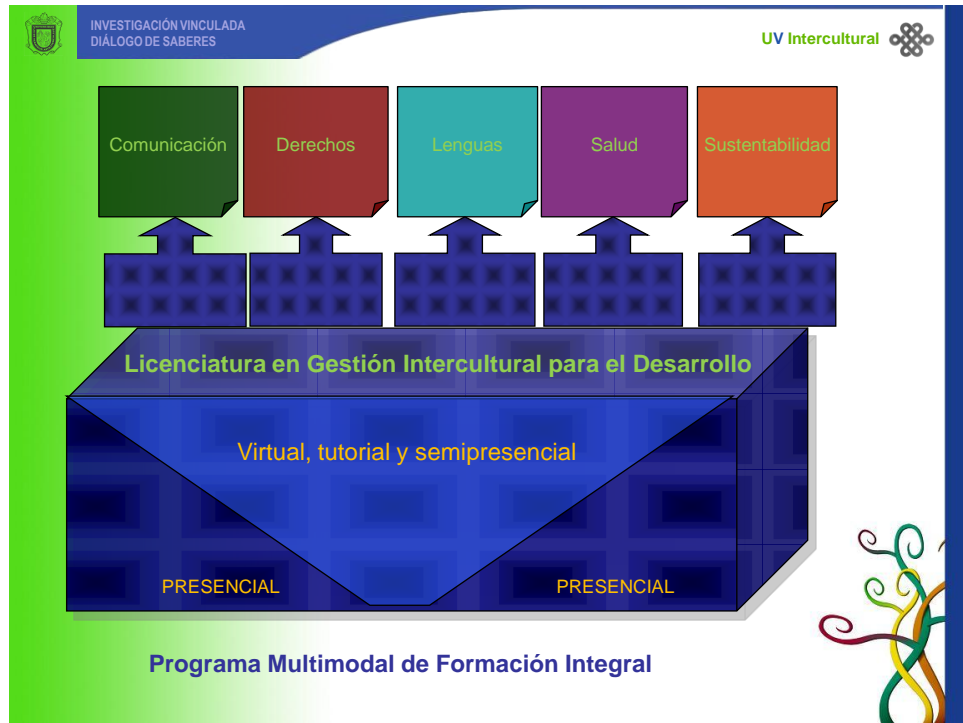 INVESTIGACIÓN VINCULADA
DIÁLOGO DE SABERES
UV Intercultural
Comunicación
Derechos
Lenguas
Salud
Sustentabilidad
Licenciatura en Gestión Intercultural para el Desarrollo
Virtual, tutorial y semipresencial
PRESENCIAL
PRESENCIAL
Programa Multimodal de Formación Integral